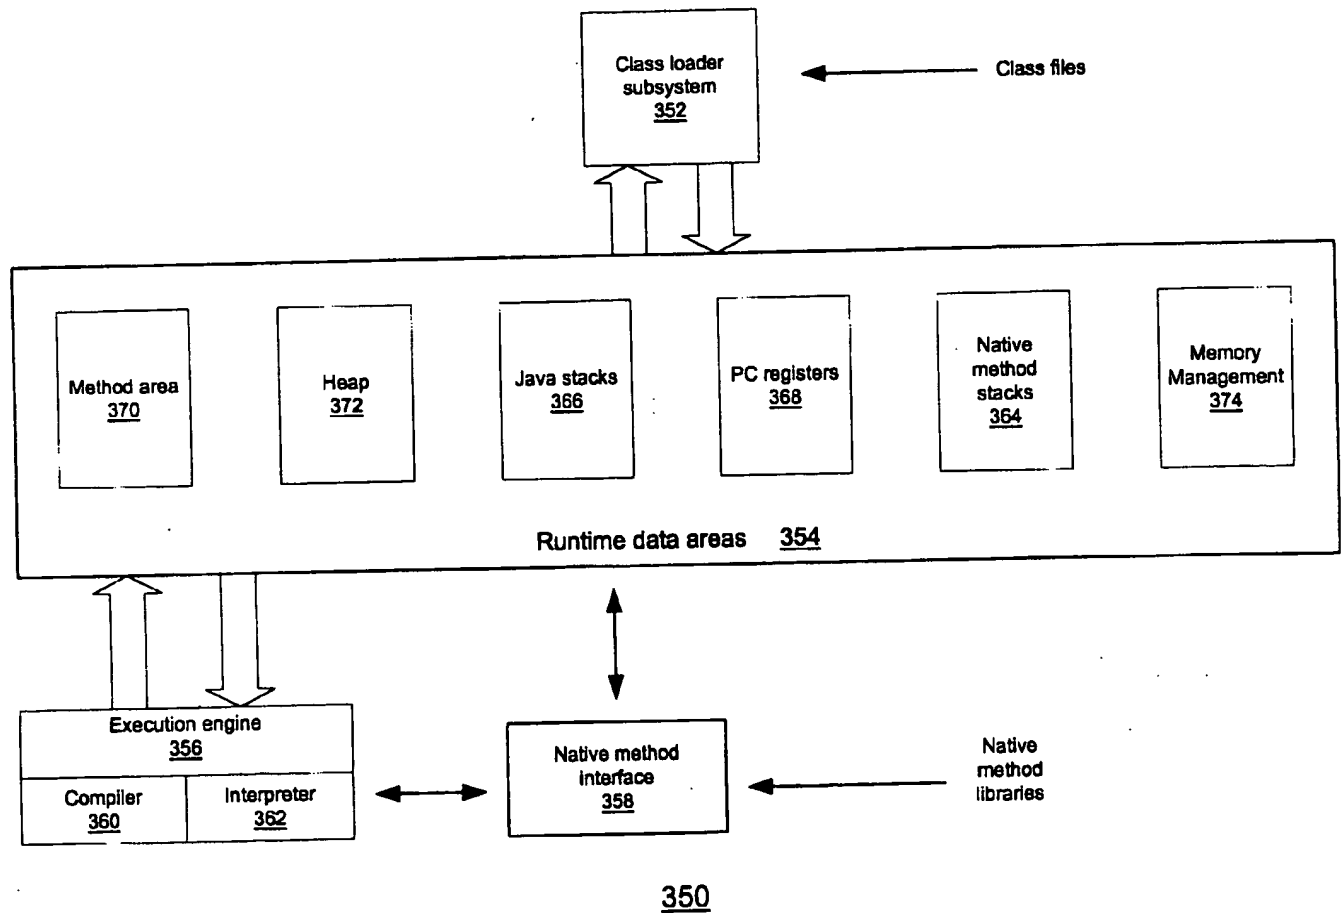 Class loader
subsystem
352
Class files
Method area
370
Heap
372
Java stacks
366
PC registers
368
Native
method
stacks
364
Memory
Management
374
Runtime data areas 354
Execution engine
356
Compiler
360
Interpreter
362
Native method
interface
358
Native
method
libraries
350